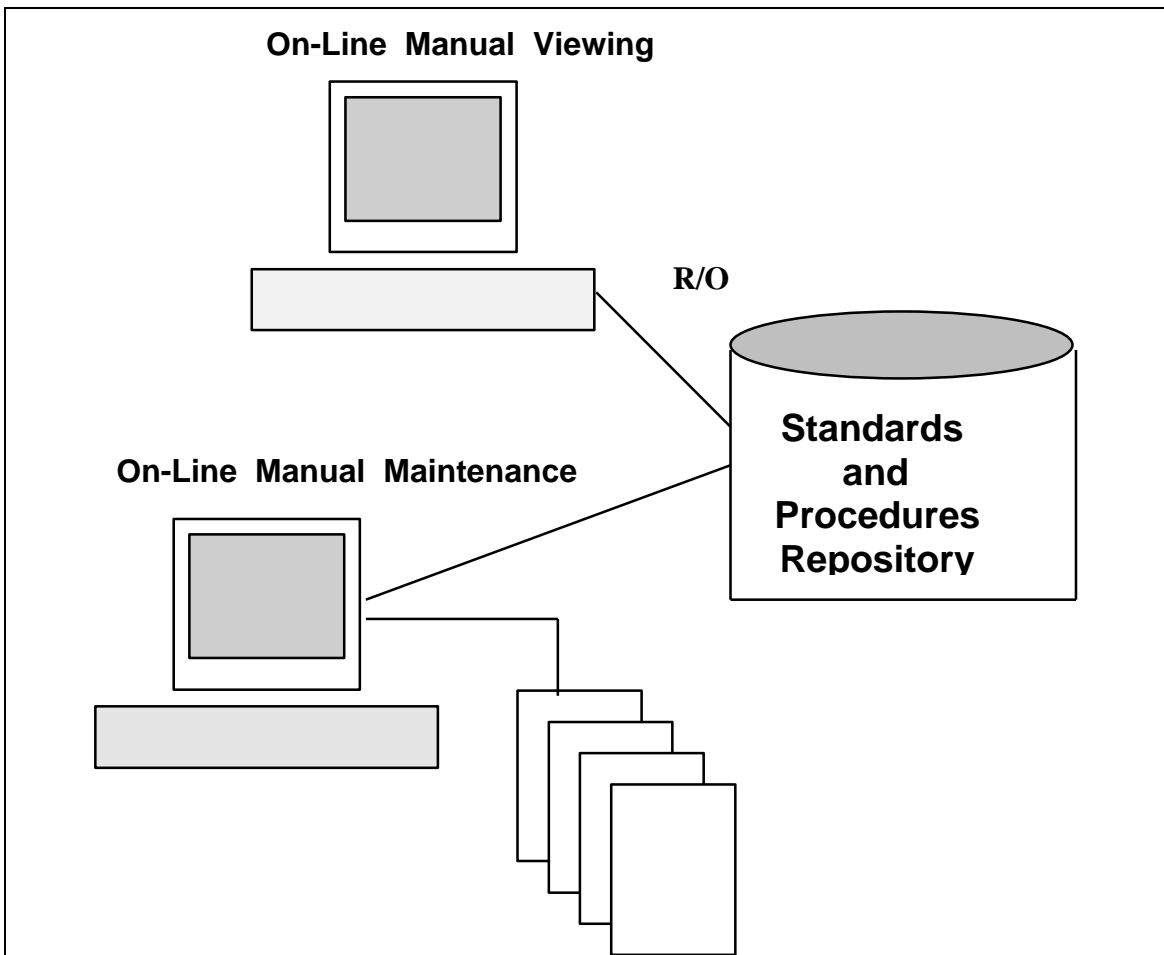 On-Line Manual Viewing
R/O
Standards
and
Procedures
Repository
On-Line Manual Maintenance